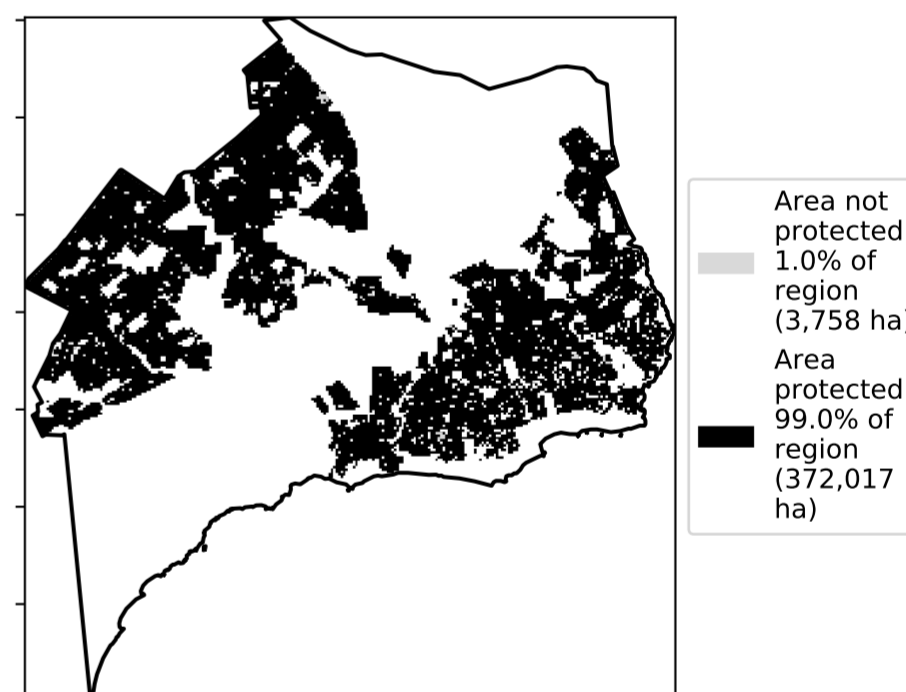 Area not
protected
1.0% of
region
(3,758 ha)
Area
protected
99.0% of
region
(372,017
ha)